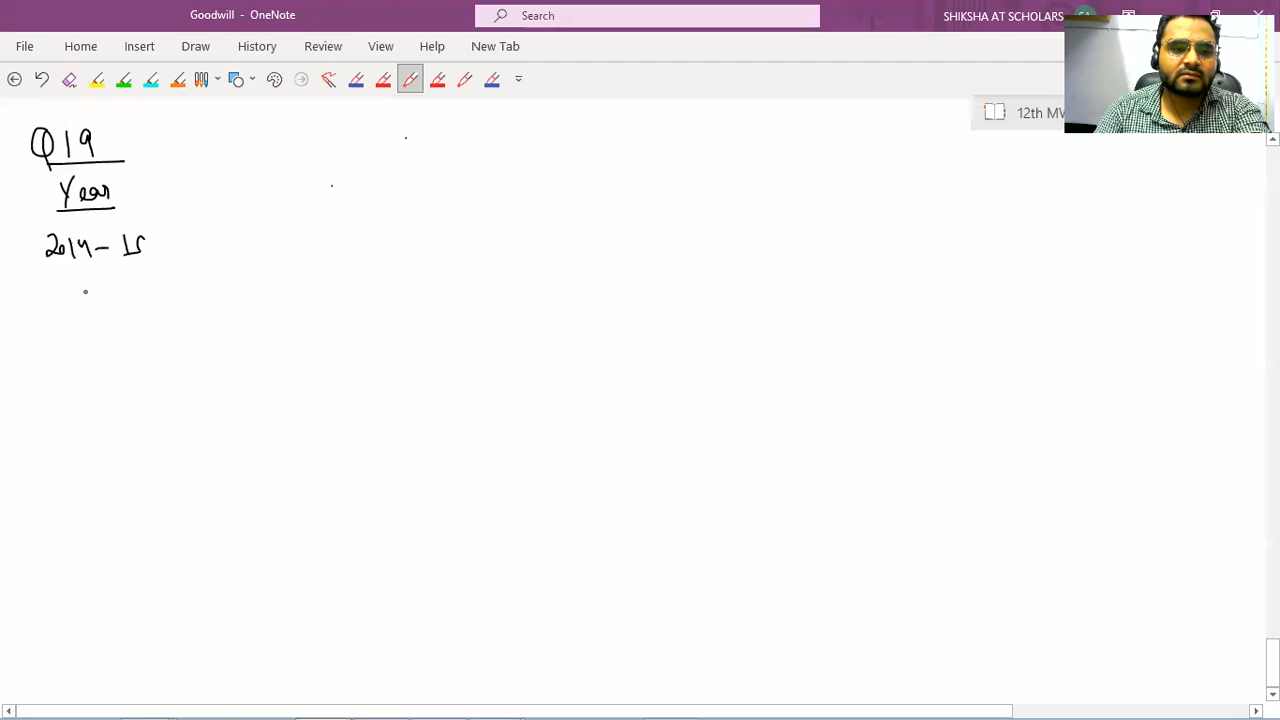 Goodwill - OneNote
Search
SHIKSHA AT SCHOLARS
File Home Insert Draw History Review View Help New Tab
12th MW
Q19
Year
2014-15